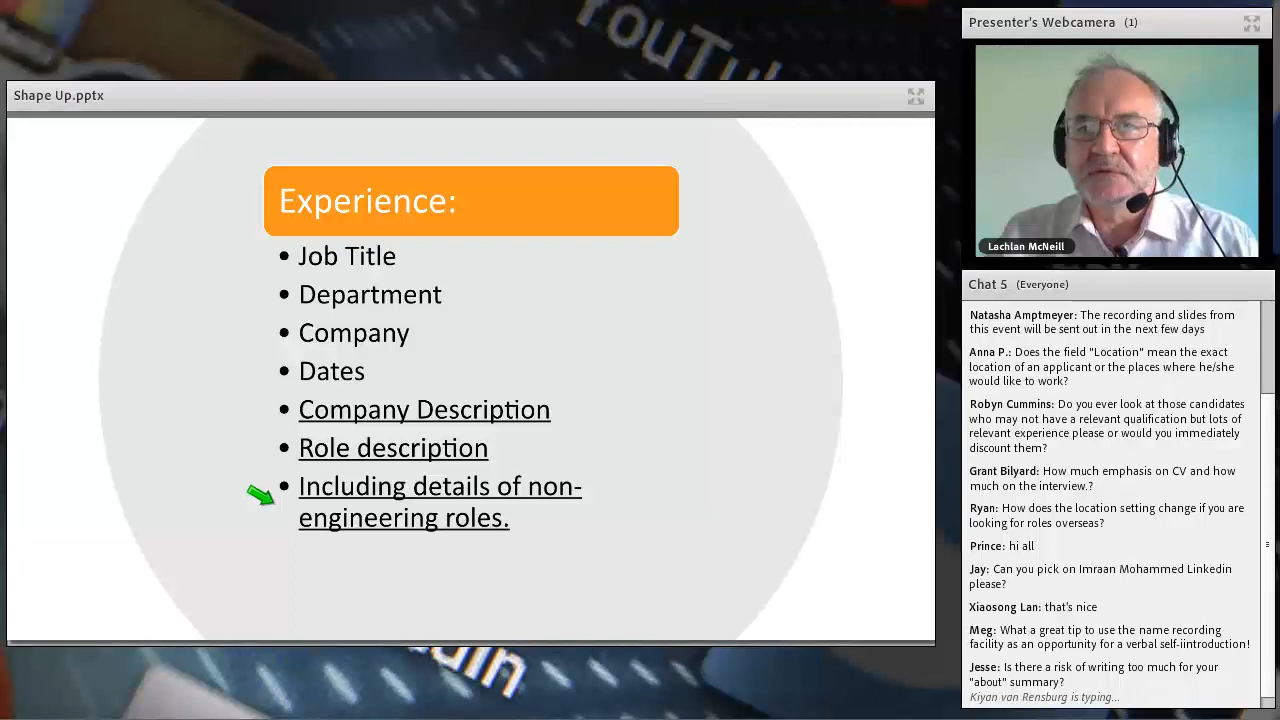 YouTub
Shape Up.pptx
Experience:
• Job Title
• Department
• Company
• Dates
• Company Description
• Role description
• Including details of non-
engineering roles.
Presenter's Webcamera (1)
Lachlan McNeill
Chat 5 (Everyone)
Natasha Amptmeyer: The recording and slides from
this event will be sent out in the next few days
Anna P.: Does the field "Location" mean the exact
location of an applicant or the places where he/she
would like to work?
Robyn Cummins: Do you ever look at those candidates
who may not have a relevant qualification but lots of
relevant experience please or would you immediately
discount them?
Grant Bilyard: How much emphasis on CV and how
much on the interview.?
Ryan: How does the location setting change if you are
looking for roles overseas?
Prince: hi all
Jay: Can you pick on Imraan Mohammed Linkedin
please?
Xiaosong Lan: that's nice
Meg: What a great tip to use the name recording
facility as an opportunity for a verbal self-iintroduction!
Jesse: Is there a risk of writing too much for your
"about" summary?
Kiyan van Rensburg is typing...